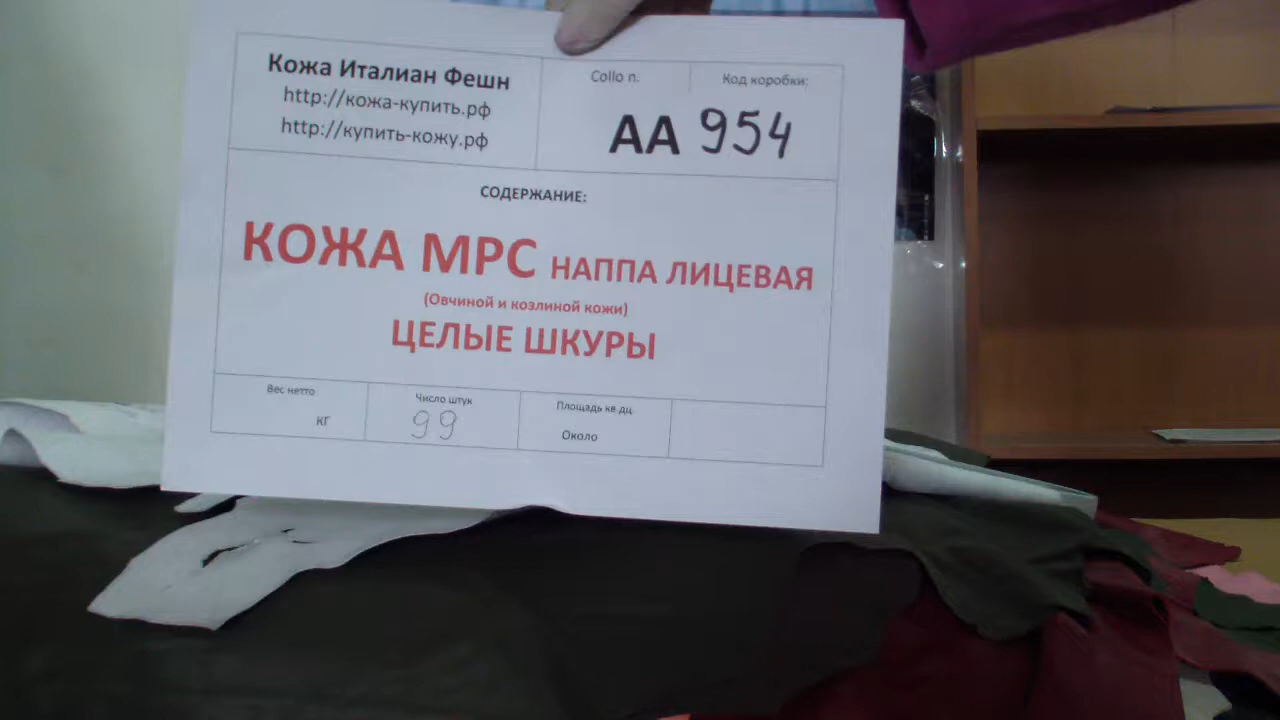 Кожа Италиан Фешн
http://кожа-купить.рф
http://купить-кожу.рф
Collo n.
Код коробки:
AA 954
СОДЕРЖАНИЕ:
КОЖА МРС НАППА ЛИЦЕВАЯ
(Овчиной и козлиной кожи)
ЦЕЛЫЕ ШКУРЫ
Вес нетто
кг
Число штук
99
Площадь кв дц
Около